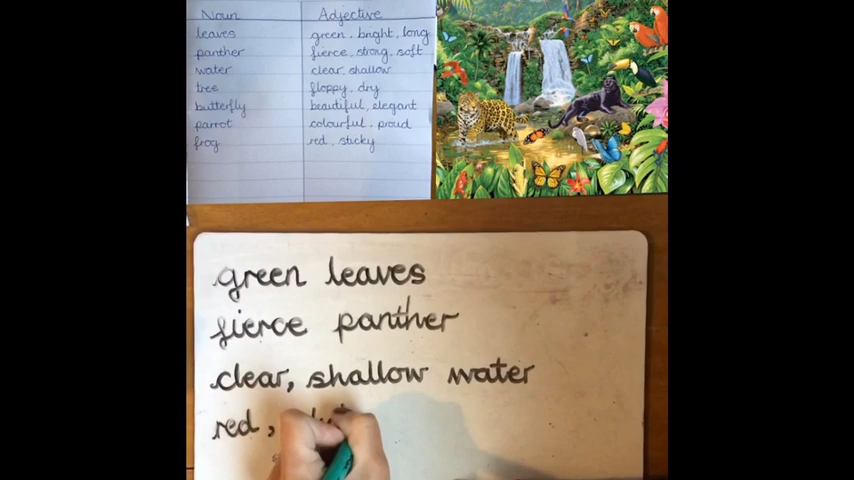 Noun Adjective
leaves green, bright, long
panther fierce, strong, soft
water clear, shallow
tree floppy, dry
butterfly beautiful, elegant
parrot colourful, proud
frog red, sticky
green leaves
fierce panther
clear, shallow water
red,